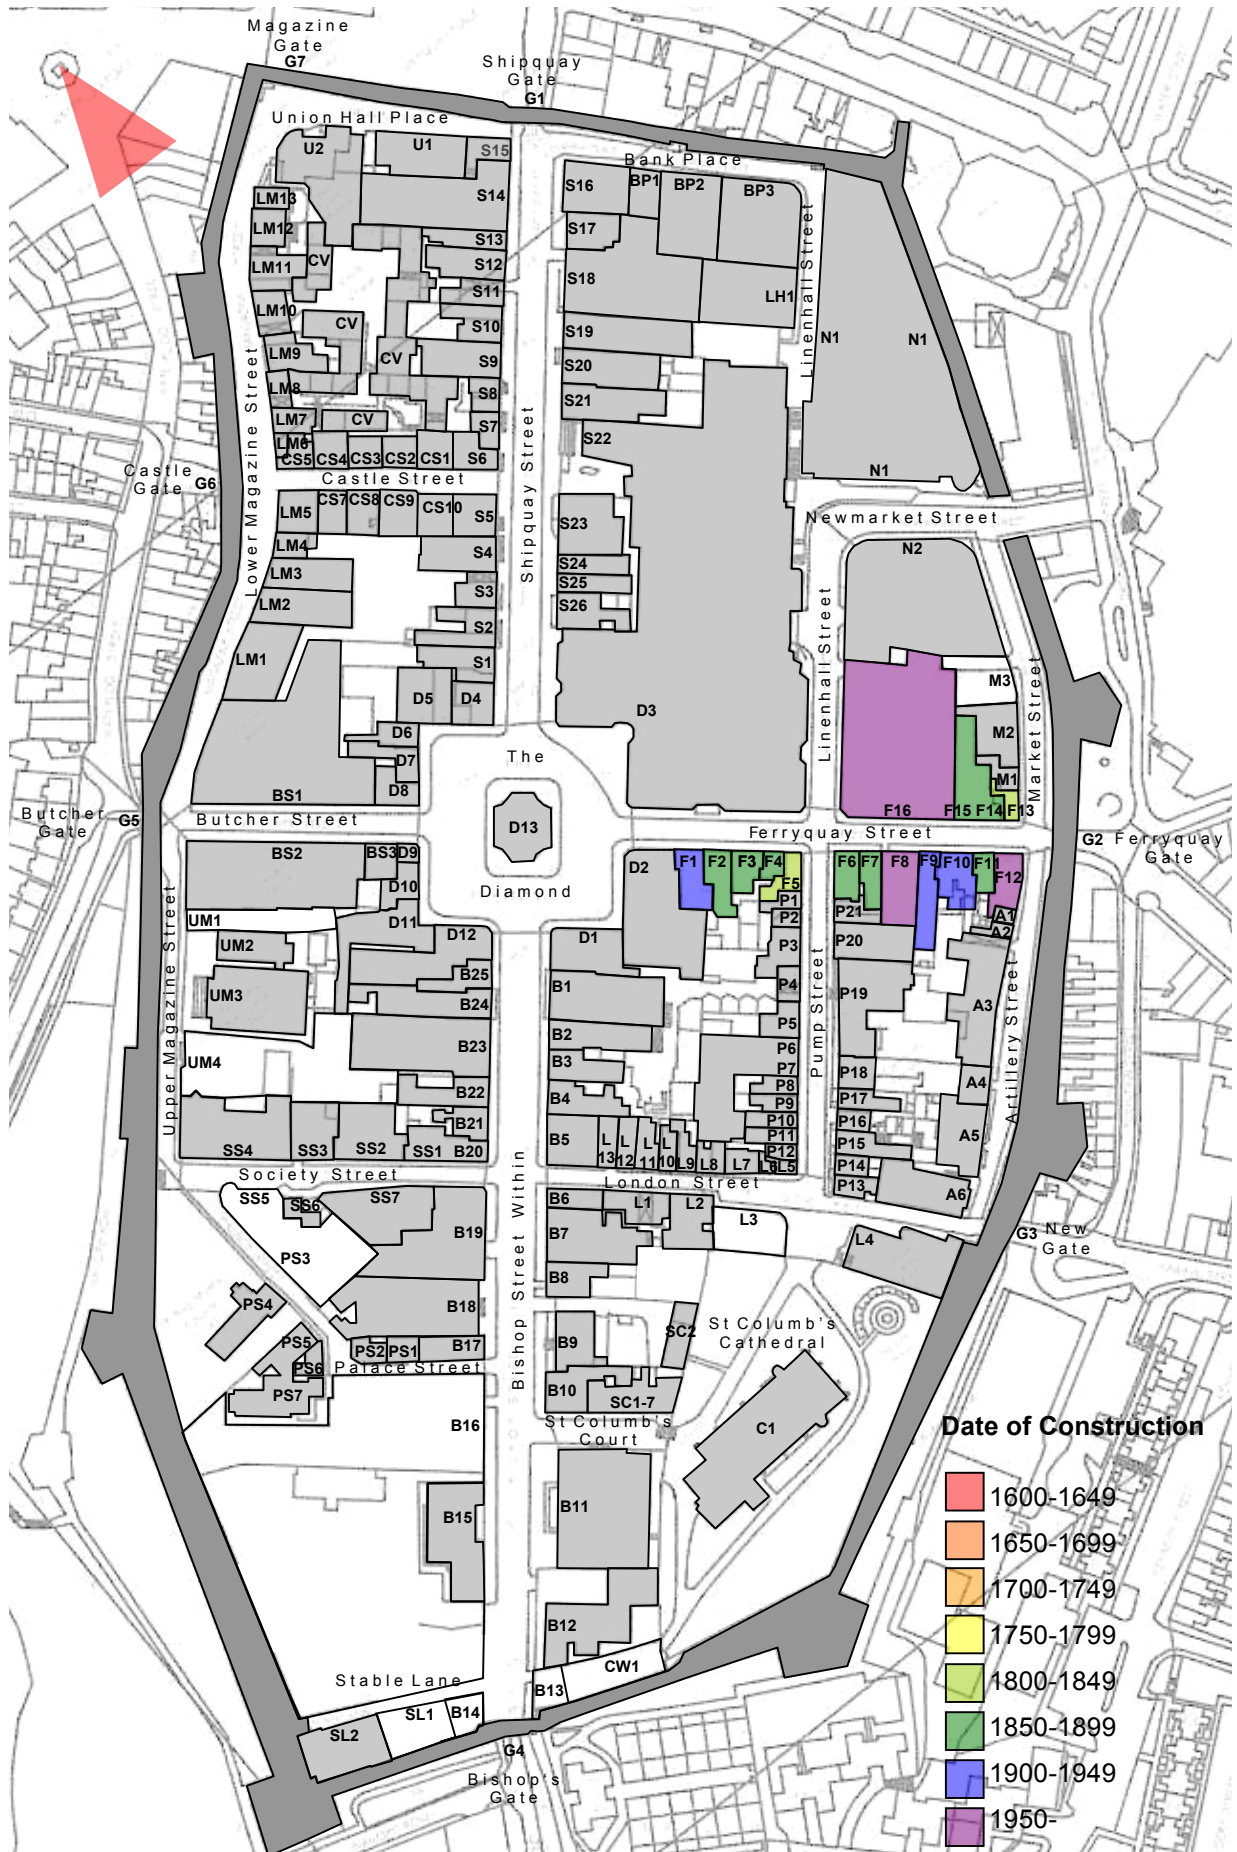 Magazine
Gate
G7
Shipquay
Gate
G1
Union Hall Place
U2
U1
S15
Bank Place
S14
S16
BP1
BP2
BP3
LM13
LM12
S17
S13
CV
S12
LM11
S18
S11
LH1
LM10
CV
S10
S19
N1
N1
LM9
CV
S9
S20
LM8
S8
S21
LM7
CV
S7
S22
LM6
CS5
CS4
CS3
CS2
CS1
S6
Castle
Gate
G6
Castle Street
N1
Lower Magazine Street
Shipquay Street
Linenhall Street
LM5
CS7
CS8
CS9
CS10
S5
S23
Newmarket Street
LM4
S4
N2
LM3
S24
S25
LM2
S3
S26
S2
LM1
S1
M3
D5
D4
D3
D6
M2
The
D7
M1
D8
BS1
F16
F15
F14
F13
Linenhall Street
Market Street
Butcher
Gate
G5
Butcher Street
D13
Ferryquay Street
G2
Ferryquay
Gate
BS2
BS3
D9
D2
F1
F2
F3
F4
F5
F6
F7
F8
F9
F10
F11
F12
D10
Diamond
P1
P21
A1
UM1
D11
P2
A2
UM2
D12
D1
P3
P20
B25
UM3
B24
B1
P4
P19
A3
P5
B2
B23
P6
UM4
B3
P7
P18
B22
P8
A4
B4
P9
P17
B21
P10
P16
Upper Magazine Street
Pump Street
Artillery Street
SS4
SS3
SS2
SS1
B20
B5
L
13
L
12
L
11
L
10
L9
L8
L7
L6
L5
P11
P12
P15
A5
P14
P13
A6
Society Street
London Street
SS5
SS6
SS7
B6
L1
L2
L3
B19
B7
L4
G3
New
Gate
PS3
B8
PS4
B18
Bishop Street Within
PS5
PS2
PS1
B17
B9
SC2
St Columb's
Cathedral
PS6
Palace Street
PS7
B10
SC1-7
B16
St Columb's
Court
C1
B15
B11
B12
Stable Lane
CW1
B13
SL1
B14
SL2
G4
Bishop's
Gate
Date of Construction
1600-1649
1650-1699
1700-1749
1750-1799
1800-1849
1850-1899
1900-1949
1950-